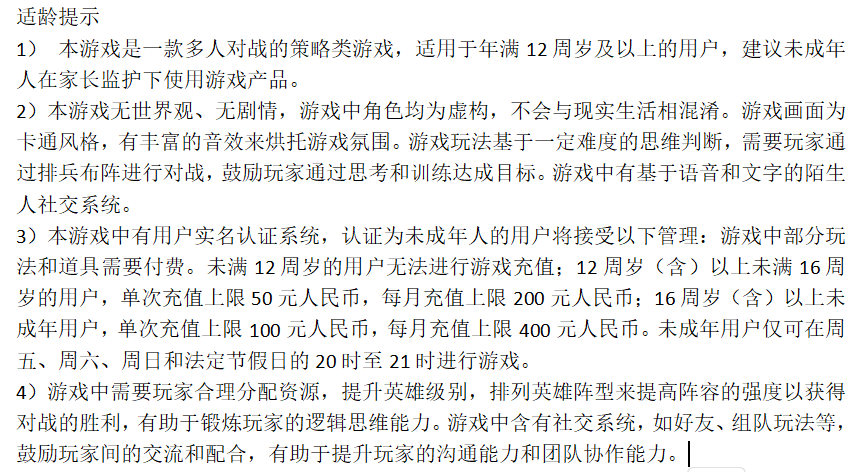 适龄提示
1） 本游戏是一款多人对战的策略类游戏，适用于年满 12 周岁及以上的用户，建议未成年
人在家长监护下使用游戏产品。
2）本游戏无世界观、无剧情，游戏中角色均为虚构，不会与现实生活相混淆。游戏画面为
卡通风格，有丰富的音效来烘托游戏氛围。游戏玩法基于一定难度的思维判断，需要玩家通
过排兵布阵进行对战，鼓励玩家通过思考和训练达成目标。游戏中有基于语音和文字的陌生
人社交系统。
3）本游戏中有用户实名认证系统，认证为未成年人的用户将接受以下管理：游戏中部分玩
法和道具需要付费。未满 12 周岁的用户无法进行游戏充值；12 周岁（含）以上未满 16 周
岁的用户，单次充值上限 50 元人民币，每月充值上限 200 元人民币；16 周岁（含）以上未
成年用户，单次充值上限 100 元人民币，每月充值上限 400 元人民币。未成年用户仅可在周
五、周六、周日和法定节假日的 20 时至 21 时进行游戏。
4）游戏中需要玩家合理分配资源，提升英雄级别，排列英雄阵型来提高阵容的强度以获得
对战的胜利，有助于锻炼玩家的逻辑思维能力。游戏中含有社交系统，如好友、组队玩法等，
鼓励玩家间的交流和配合，有助于提升玩家的沟通能力和团队协作能力。